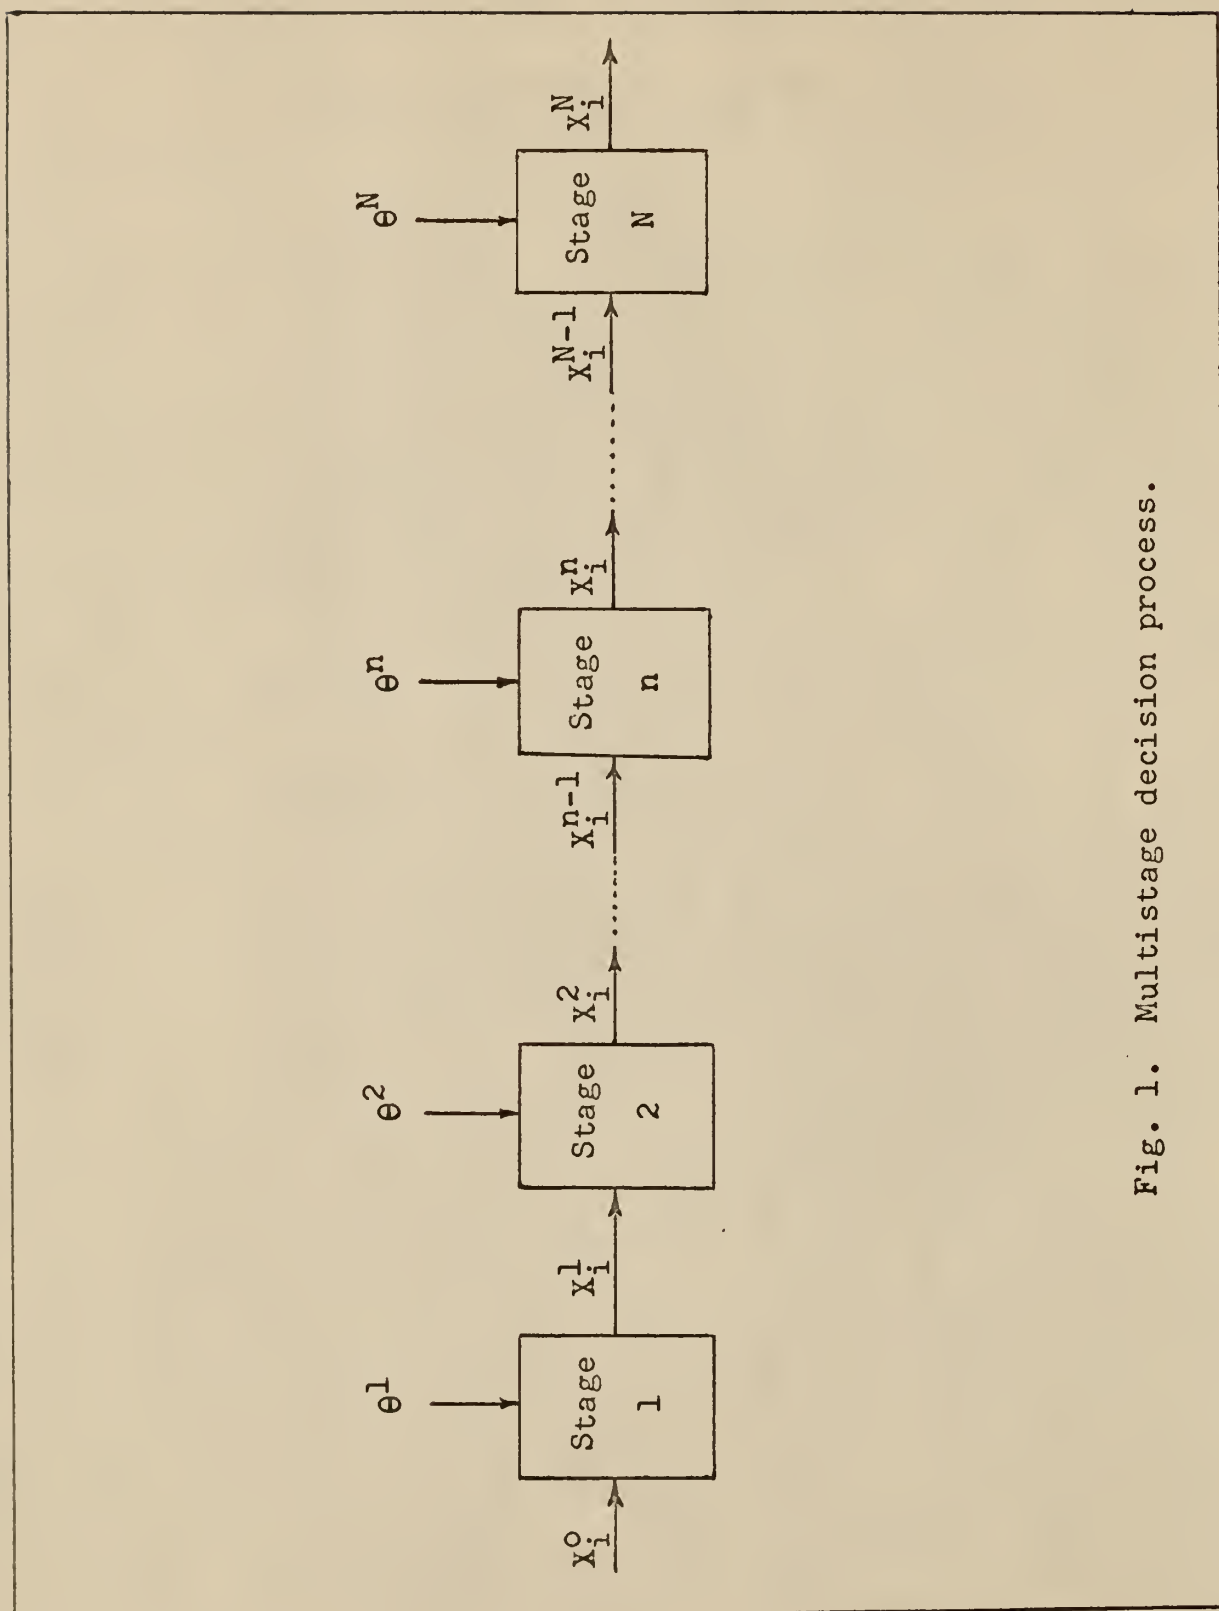 θ^1 θ^2 θ^n θ^N
Stage Stage Stage Stage
X_i^0 X_i^1 X_i^2 X_i^{n-1} X_i^n X_i^{N-1} X_i^N
1 2 n N
Fig. 1. Multistage decision process.